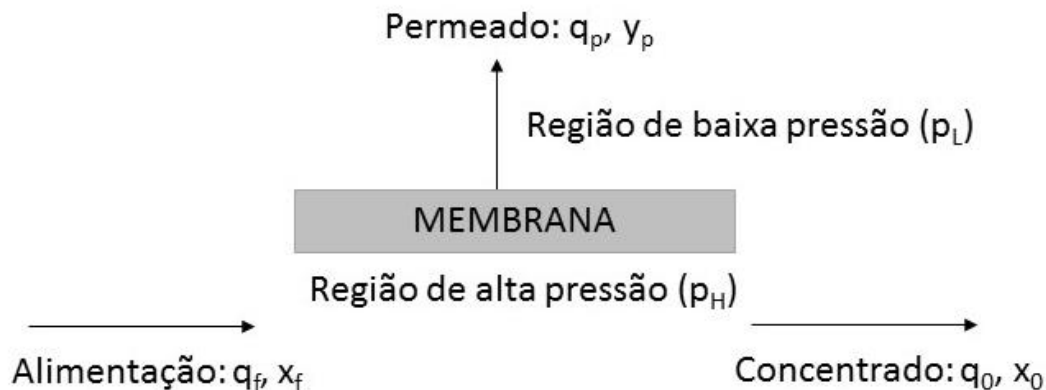 Permeado: qp, yp
Região de baixa pressão (pL)
MEMBRANA
Região de alta pressão (pH)
Alimentação: qf, xf
Concentrado: q0, x0